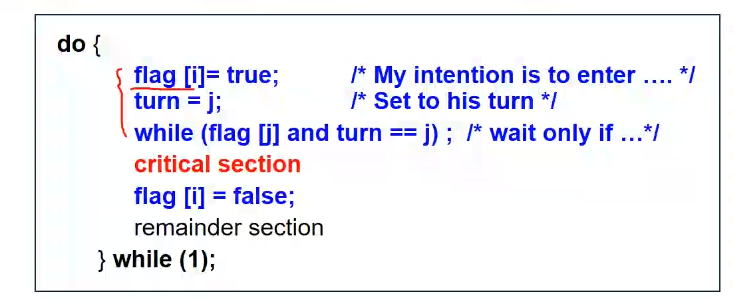 do {
flag [i]= true; /* My intention is to enter …. */
turn = j; /* Set to his turn */
while (flag [j] and turn == j) ; /* wait only if …*/
critical section
flag [i] = false;
remainder section
} while (1);